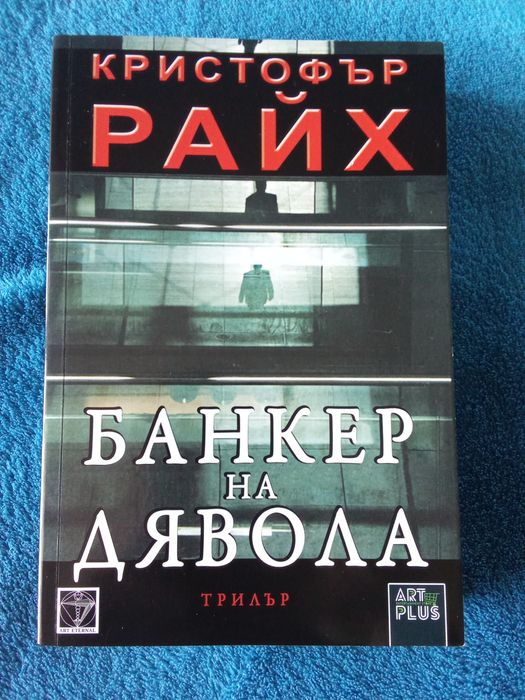 КРИСТОФЪР
РАЙХ
БАНКЕР
НА
ДЯВОЛА
ТРИЛЪР
ART ETERNAL
ART
PLUS